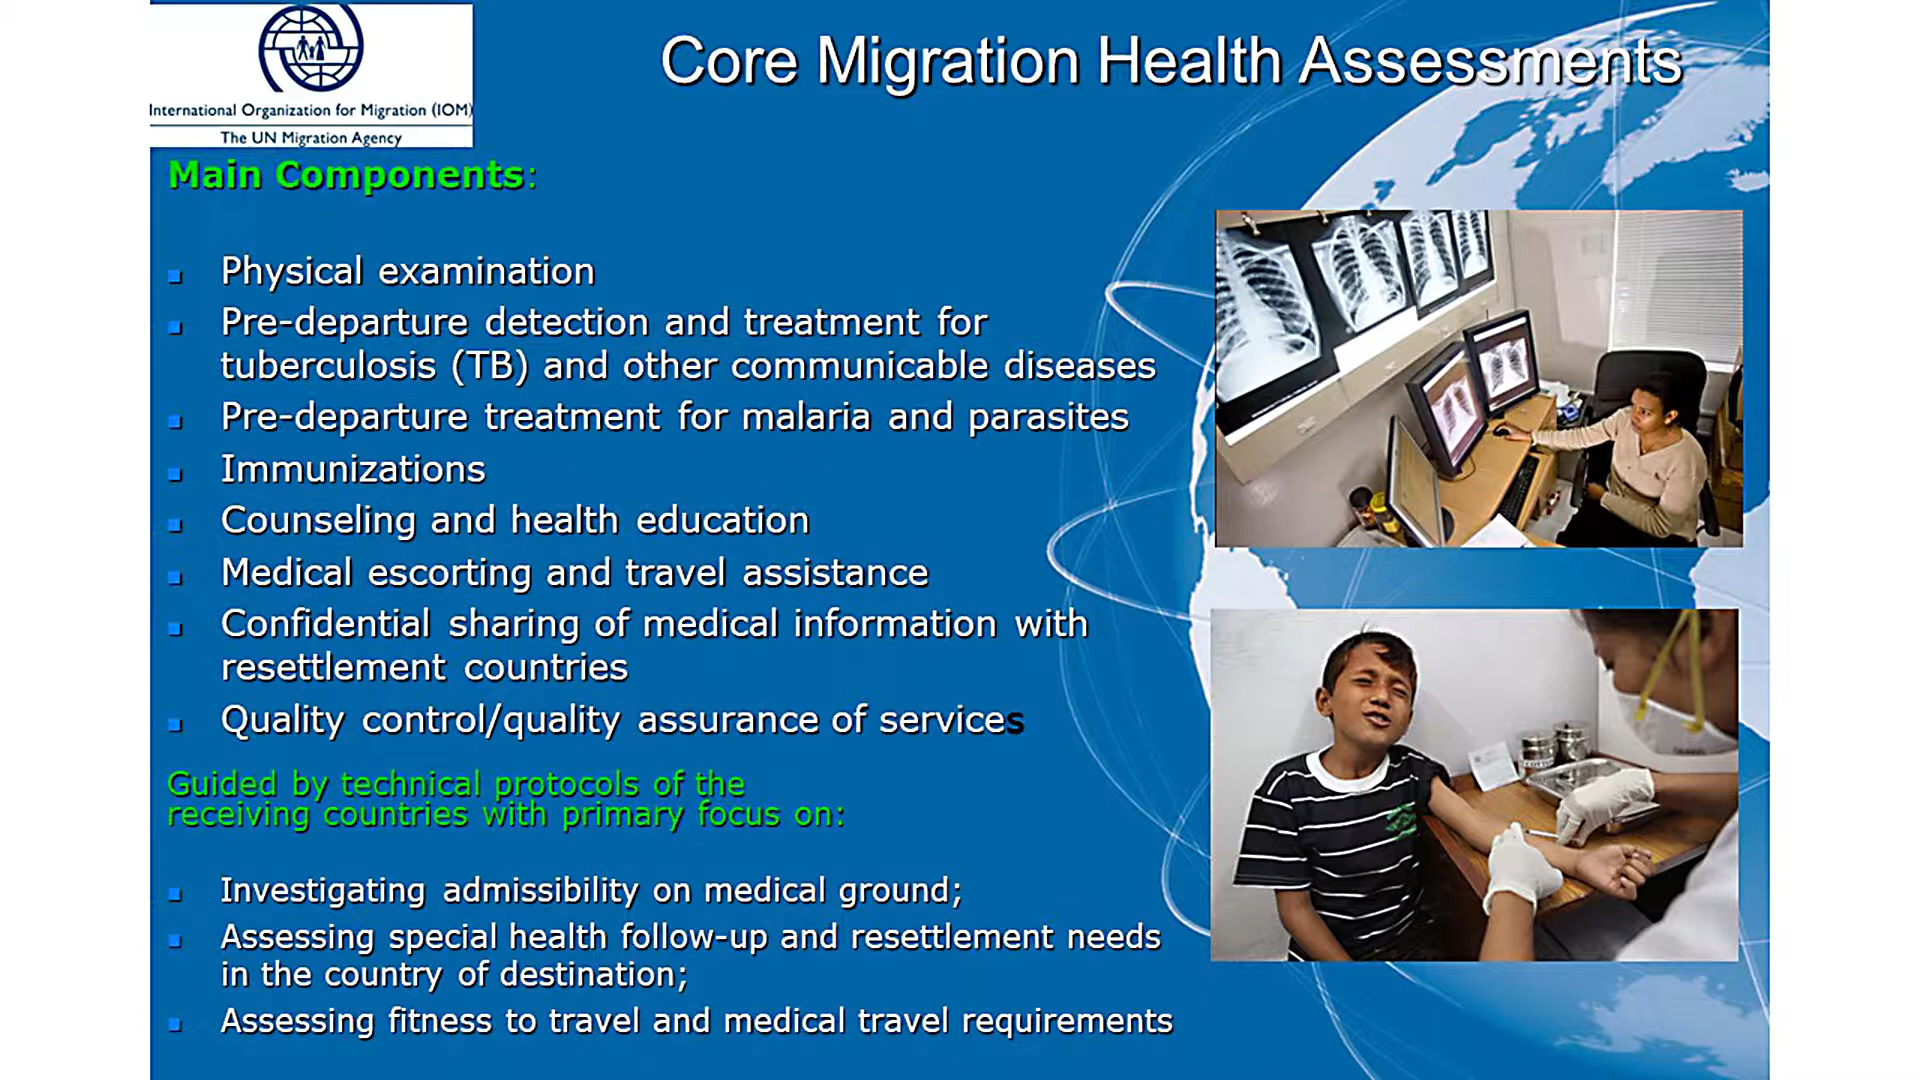 International Organization for Migration (IOM)
The UN Migration Agency
Core Migration Health Assessments
Main Components:
Physical examination
Pre-departure detection and treatment for
tuberculosis (TB) and other communicable diseases
Pre-departure treatment for malaria and parasites
Immunizations
Counseling and health education
Medical escorting and travel assistance
Confidential sharing of medical information with
resettlement countries
Quality control/quality assurance of services
Guided by technical protocols of the
receiving countries with primary focus on:
Investigating admissibility on medical ground;
Assessing special health follow-up and resettlement needs
in the country of destination;
Assessing fitness to travel and medical travel requirements